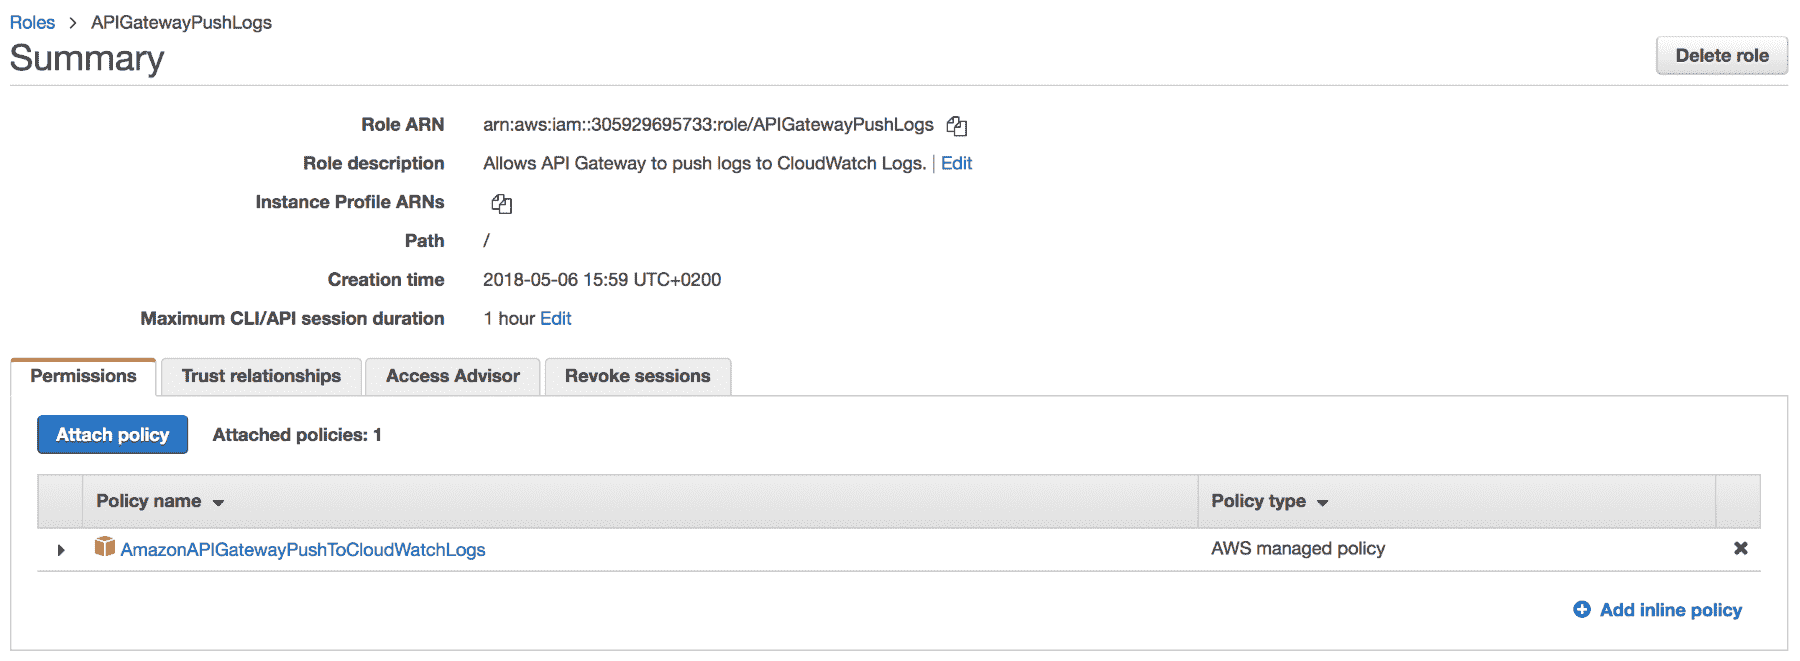 Roles > APIGatewayPushLogs
Summary
Delete role
Role ARN arn:aws:iam::305929695733:role/APIGatewayPushLogs
Role description Allows API Gateway to push logs to CloudWatch Logs. | Edit
Instance Profile ARNs
Path /
Creation time 2018-05-06 15:59 UTC+0200
Maximum CLI/API session duration 1 hour Edit
Permissions Trust relationships Access Advisor Revoke sessions
Attach policy Attached policies: 1
Policy name Policy type
AmazonAPIGatewayPushToCloudWatchLogs AWS managed policy
Add inline policy